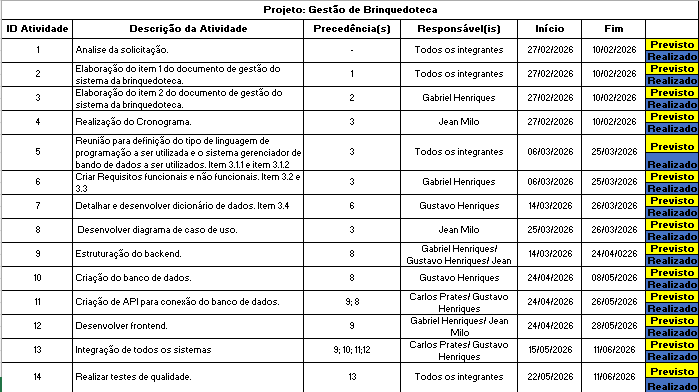 Projeto: Gestão de Brinquedoteca
ID Atividade Descrição da Atividade Precedência(s) Responsável(is) Início Fim
1 Analise da solicitação. - Todos os integrantes 27/02/2026 10/02/2026 Previsto
Realizado
2 Elaboração do item 1 do documento de gestão do sistema da brinquedoteca. 1 Todos os integrantes 27/02/2026 10/02/2026 Previsto
Realizado
3 Elaboração do item 2 do documento de gestão do sistema da brinquedoteca. 2 Gabriel Henriques 27/02/2026 10/02/2026 Previsto
Realizado
4 Realização do Cronograma. 3 Jean Milo 27/02/2026 10/02/2026 Previsto
Realizado
5 Reunião para definição do tipo de linguagem de programação a ser utilizada e o sistema gerenciador de bando de dados a ser utilizados. Item 3.1.1 e item 3.1.2 3 Todos os integrantes 06/03/2026 25/03/2026 Previsto
Realizado
6 Criar Requisitos funcionais e não funcionais. Item 3.2 e 3.3 3 Gabriel Henriques 06/03/2026 25/03/2026 Previsto
Realizado
7 Detalhar e desenvolver dicionário de dados. Item 3.4 6 Gustavo Henriques 14/03/2026 26/03/2026 Previsto
Realizado
8 Desenvolver diagrama de caso de uso. 3 Jean Milo 25/03/2026 26/03/2026 Previsto
Realizado
9 Estruturação do backend. 8 Gabriel Henriques/ Gustavo Henriques/ Jean 14/03/2026 24/04/0226 Previsto
Realizado
10 Criação do banco de dados. 8 Gustavo Henriques 24/04/2026 08/05/2026 Previsto
Realizado
11 Criação de API para conexão do banco de dados. 9; 8 Carlos Prates/ Gustavo Henriques 24/04/2026 26/05/2026 Previsto
Realizado
12 Desenvolver frontend. 9 Gabriel Henriques/ Jean Milo 24/04/2026 28/05/2026 Previsto
Realizado
13 Integração de todos os sistemas 9; 10; 11;12 Carlos Prates/ Gustavo Henriques 15/05/2026 11/06/2026 Previsto
Realizado
14 Realizar testes de qualidade. 13 Todos os integrantes 22/05/2026 11/06/2026 Previsto
Realizado